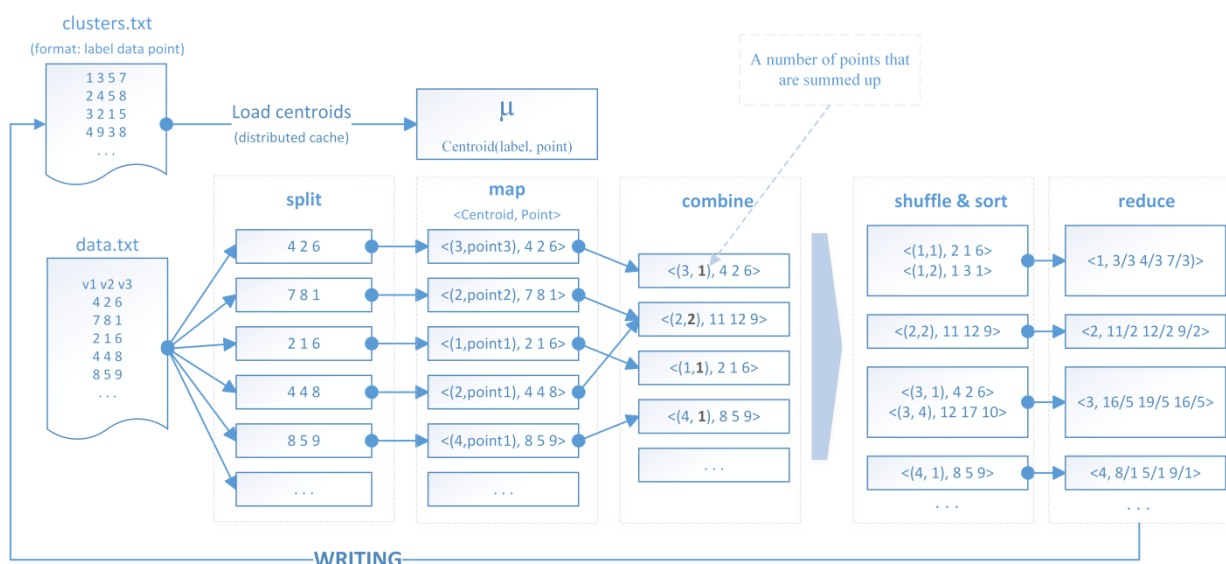 clusters.txt
(format: label data point)
1 3 5 7
2 4 5 8
3 2 1 5
4 9 3 8
. . .
Load centroids
(distributed cache)
μ
Centroid(label, point)
A number of points that
are summed up
data.txt
v1 v2 v3
4 2 6
7 8 1
2 1 6
4 4 8
8 5 9
. . .
split
4 2 6
7 8 1
2 1 6
4 4 8
8 5 9
. . .
map
<Centroid, Point>
<(3,point3), 4 2 6>
<(2,point2), 7 8 1>
<(1,point1), 2 1 6>
<(2,point1), 4 4 8>
<(4,point1), 8 5 9>
. . .
combine
<(3, 1), 4 2 6>
<(2,2), 11 12 9>
<(1,1), 2 1 6>
<(4, 1), 8 5 9>
. . .
shuffle & sort
<(1,1), 2 1 6>
<(1,2), 1 3 1>
<(2,2), 11 12 9>
<(3, 1), 4 2 6>
<(3, 4), 12 17 10>
<(4, 1), 8 5 9>
. . .
reduce
<1, 3/3 4/3 7/3)>
<2, 11/2 12/2 9/2>
<3, 16/5 19/5 16/5>
<4, 8/1 5/1 9/1>
. . .
WRITING